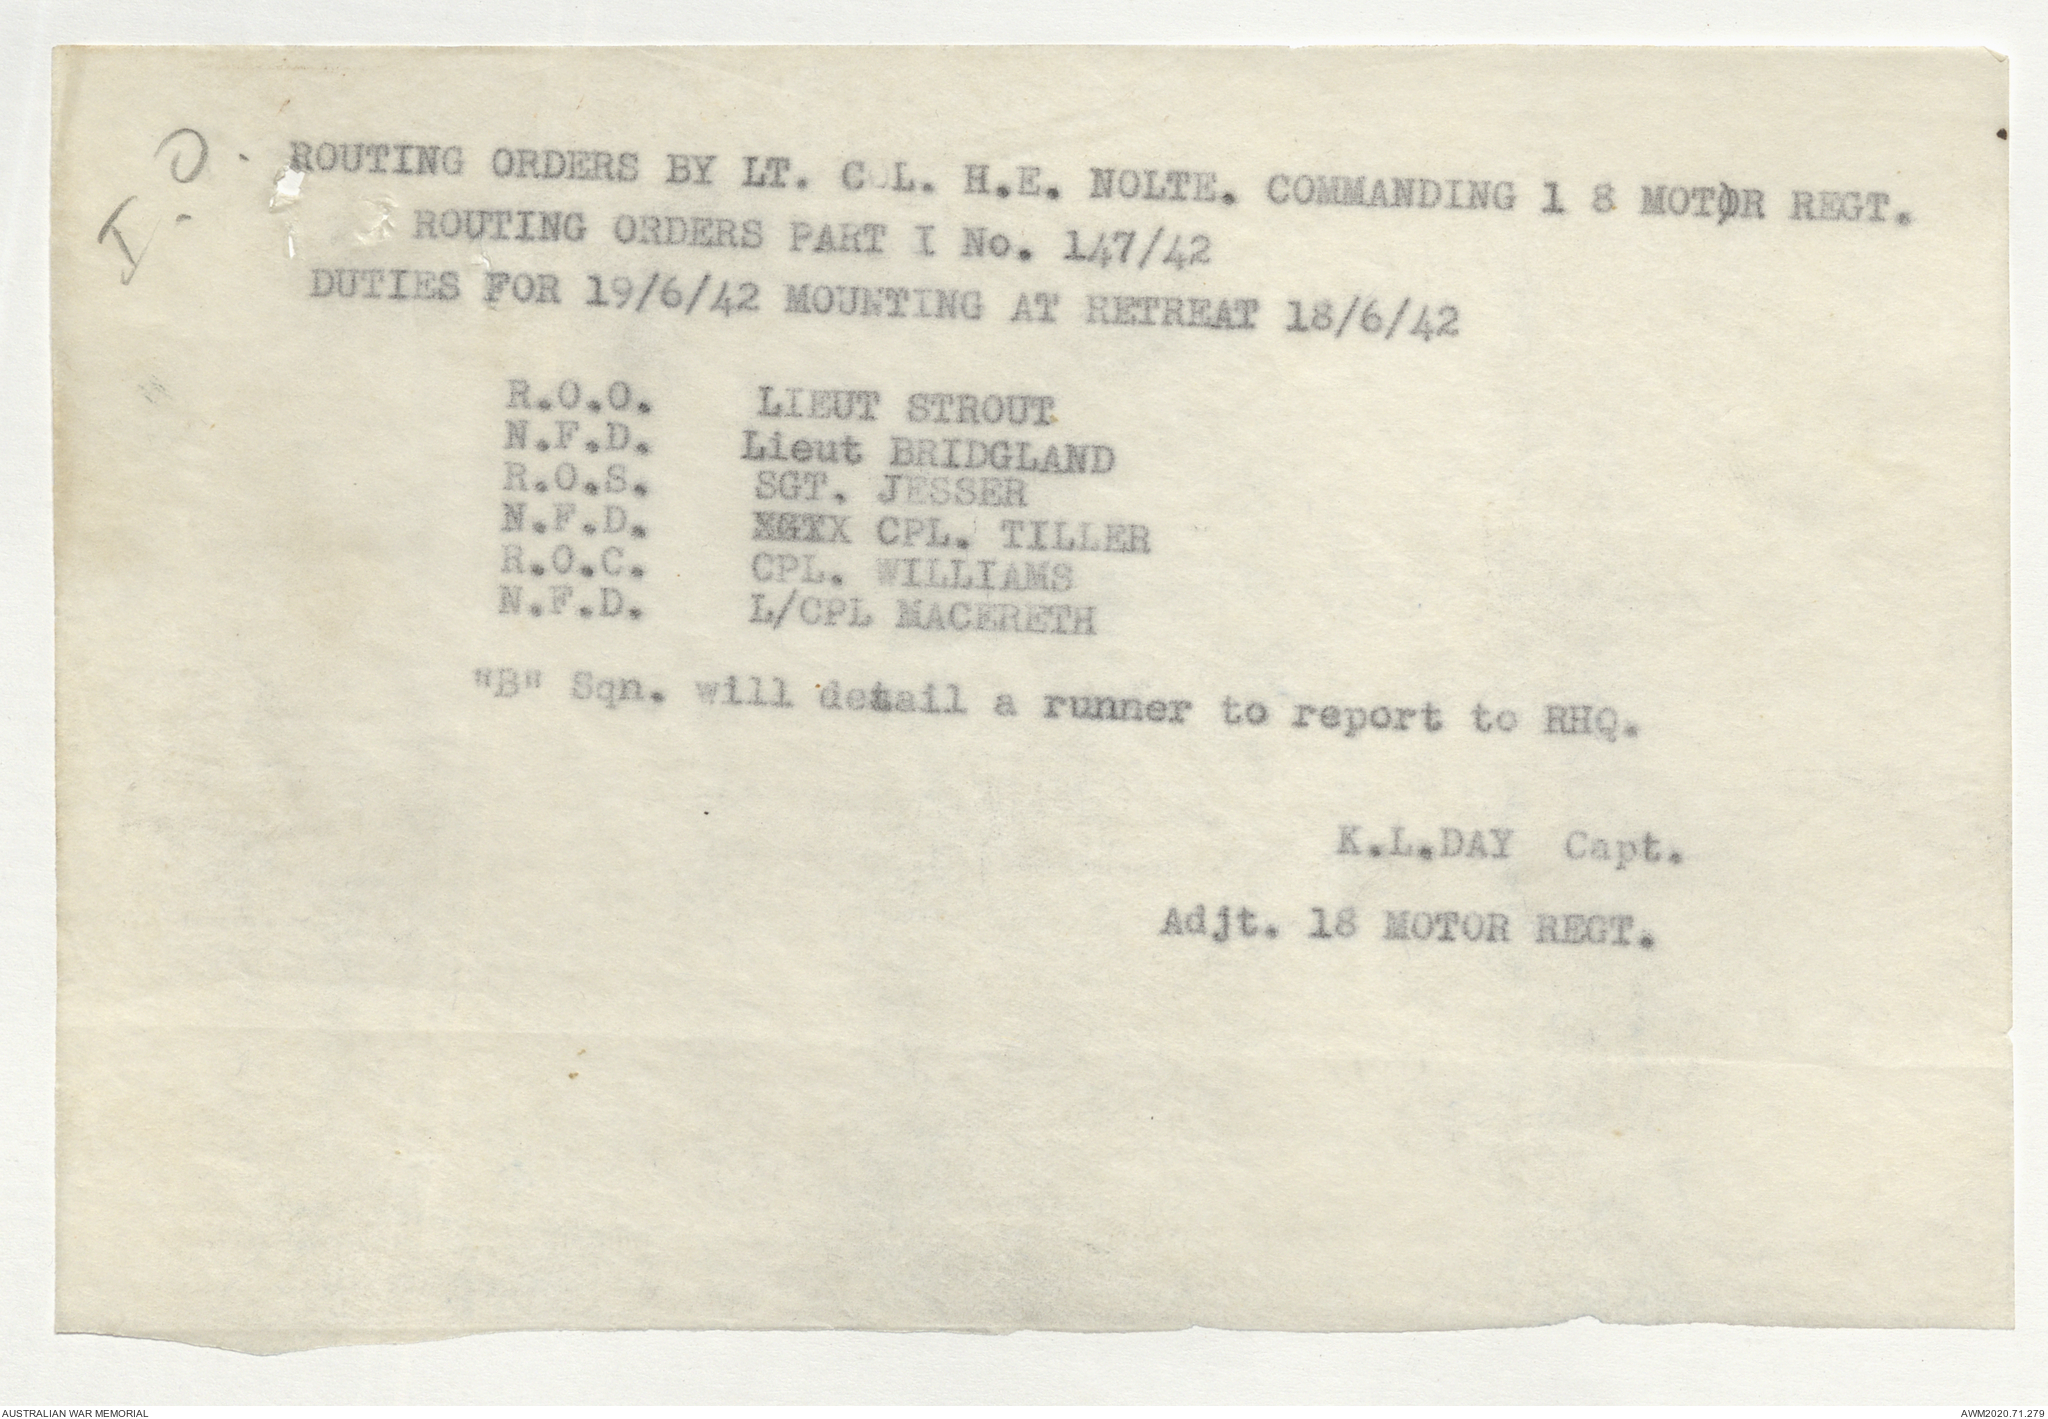 I.O.
ROUTING ORDERS BY LT. COL. H.E. NOLTE. COMMANDING 1 8 MOTOR REGT.
ROUTING ORDERS PART I No. 147/42
DUTIES FOR 19/6/42 MOUNTING AT RETREAT 18/6/42
R.O.O. LIEUT STROUT
N.F.D. Lieut BRIDGLAND
R.O.S. SGT. JESSER
N.F.D. CPL. TILLER
R.O.C. CPL. WILLIAMS
N.F.D. L/CPL MACERETH
"B" Sqn. will detail a runner to report to RHQ.
K.L.DAY Capt.
Adjt. 18 MOTOR REGT.
AUSTRALIAN WAR MEMORIAL
AWM2020.71.279